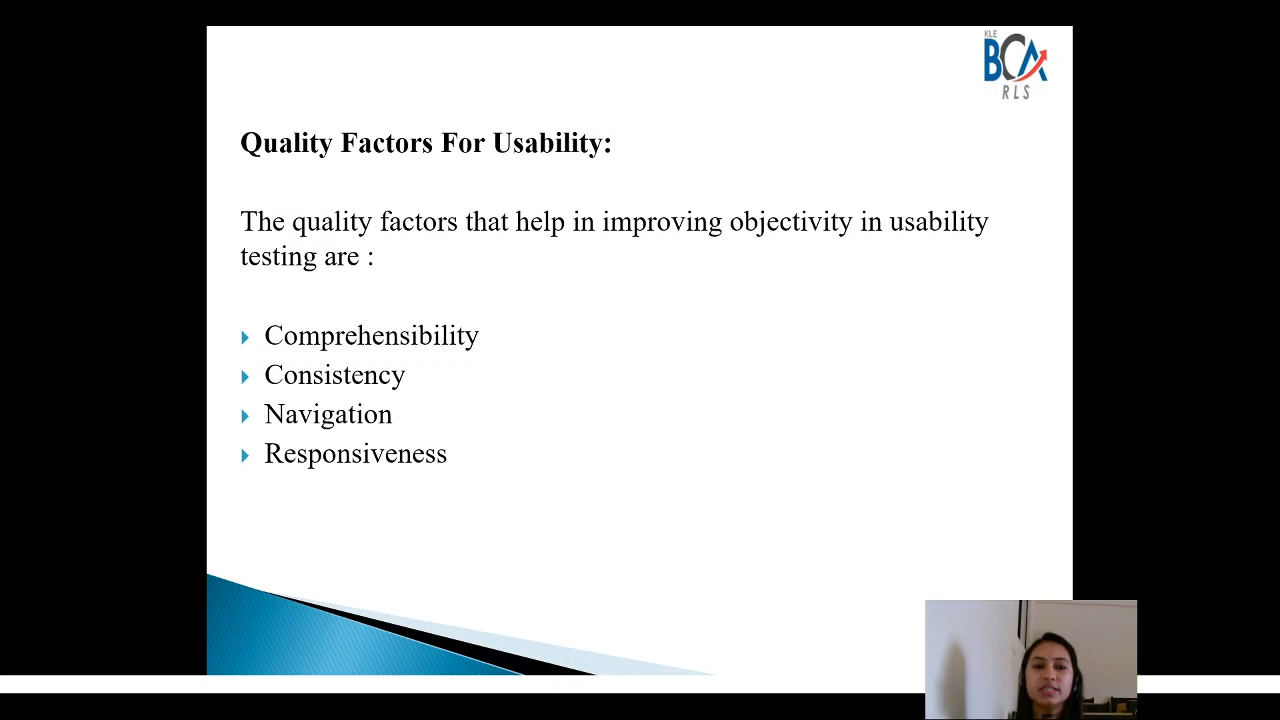 KLE
BCA
RLS
Quality Factors For Usability:
The quality factors that help in improving objectivity in usability
testing are :
Comprehensibility
Consistency
Navigation
Responsiveness